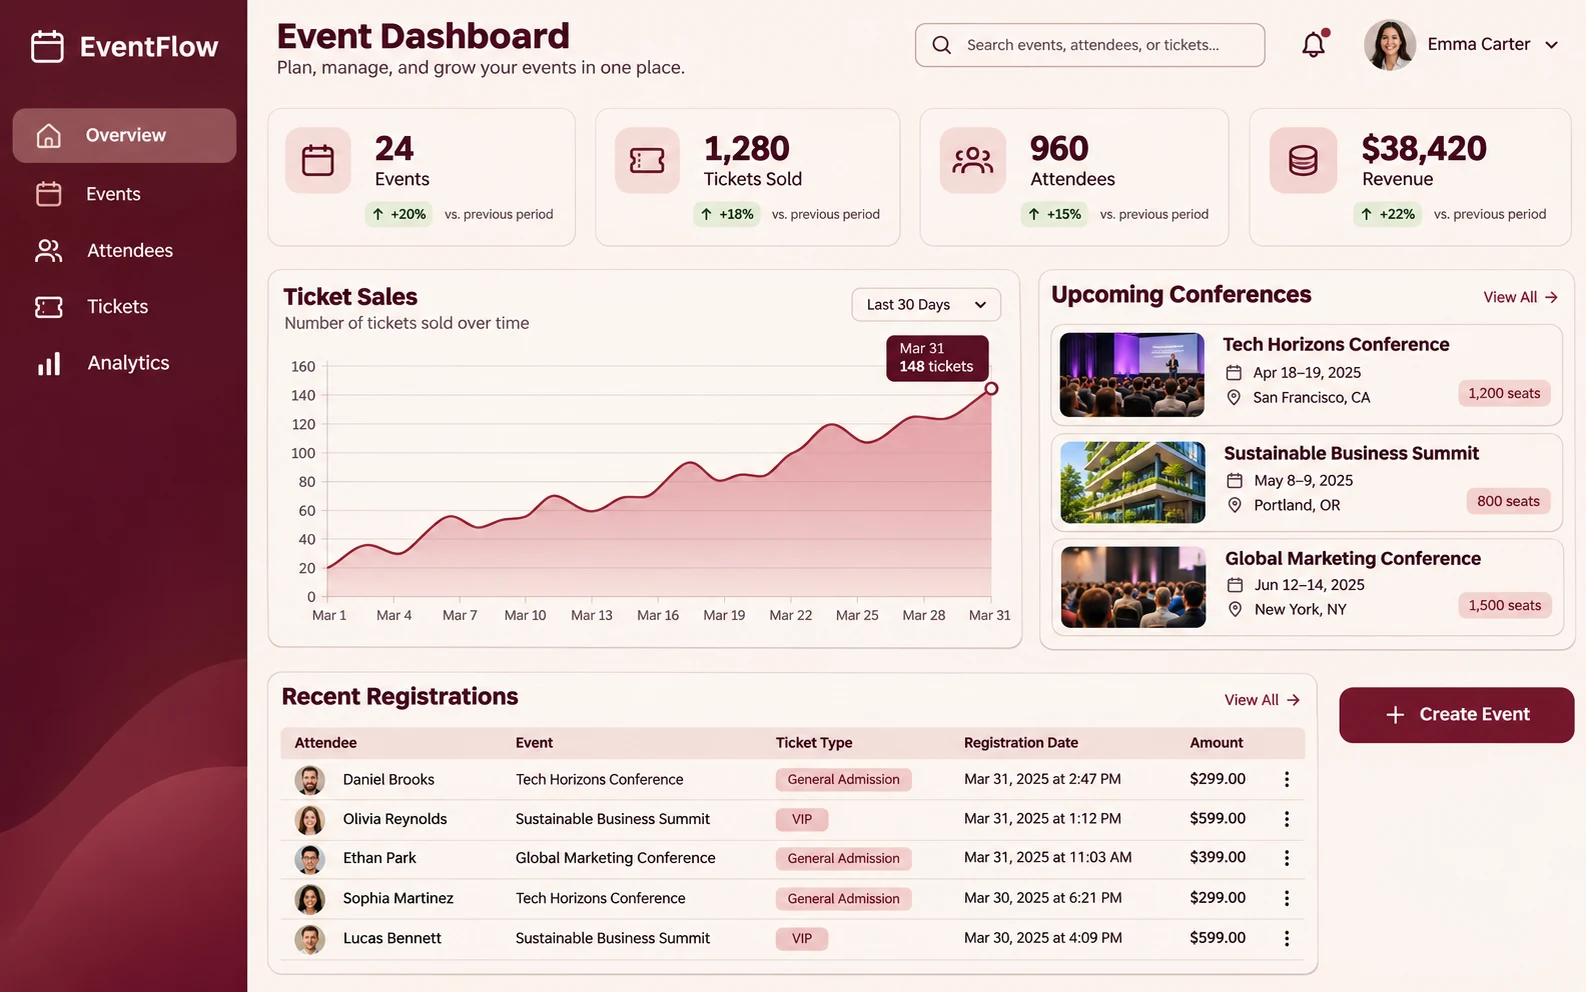 EventFlow
Overview
Events
Attendees
Tickets
Analytics
Event Dashboard
Plan, manage, and grow your events in one place.
Search events, attendees, or tickets...
Emma Carter
24
Events
+20% vs. previous period
1,280
Tickets Sold
+18% vs. previous period
960
Attendees
+15% vs. previous period
$38,420
Revenue
+22% vs. previous period
Ticket Sales
Number of tickets sold over time
Last 30 Days
Mar 31
148 tickets
160
140
120
100
80
60
40
20
0
Mar 1 Mar 4 Mar 7 Mar 10 Mar 13 Mar 16 Mar 19 Mar 22 Mar 25 Mar 28 Mar 31
Upcoming Conferences
View All
Tech Horizons Conference
Apr 18–19, 2025
San Francisco, CA
1,200 seats
Sustainable Business Summit
May 8–9, 2025
Portland, OR
800 seats
Global Marketing Conference
Jun 12–14, 2025
New York, NY
1,500 seats
Recent Registrations
View All
Attendee Event Ticket Type Registration Date Amount
Daniel Brooks Tech Horizons Conference General Admission Mar 31, 2025 at 2:47 PM $299.00
Olivia Reynolds Sustainable Business Summit VIP Mar 31, 2025 at 1:12 PM $599.00
Ethan Park Global Marketing Conference General Admission Mar 31, 2025 at 11:03 AM $399.00
Sophia Martinez Tech Horizons Conference General Admission Mar 30, 2025 at 6:21 PM $299.00
Lucas Bennett Sustainable Business Summit VIP Mar 30, 2025 at 4:09 PM $599.00
Create Event